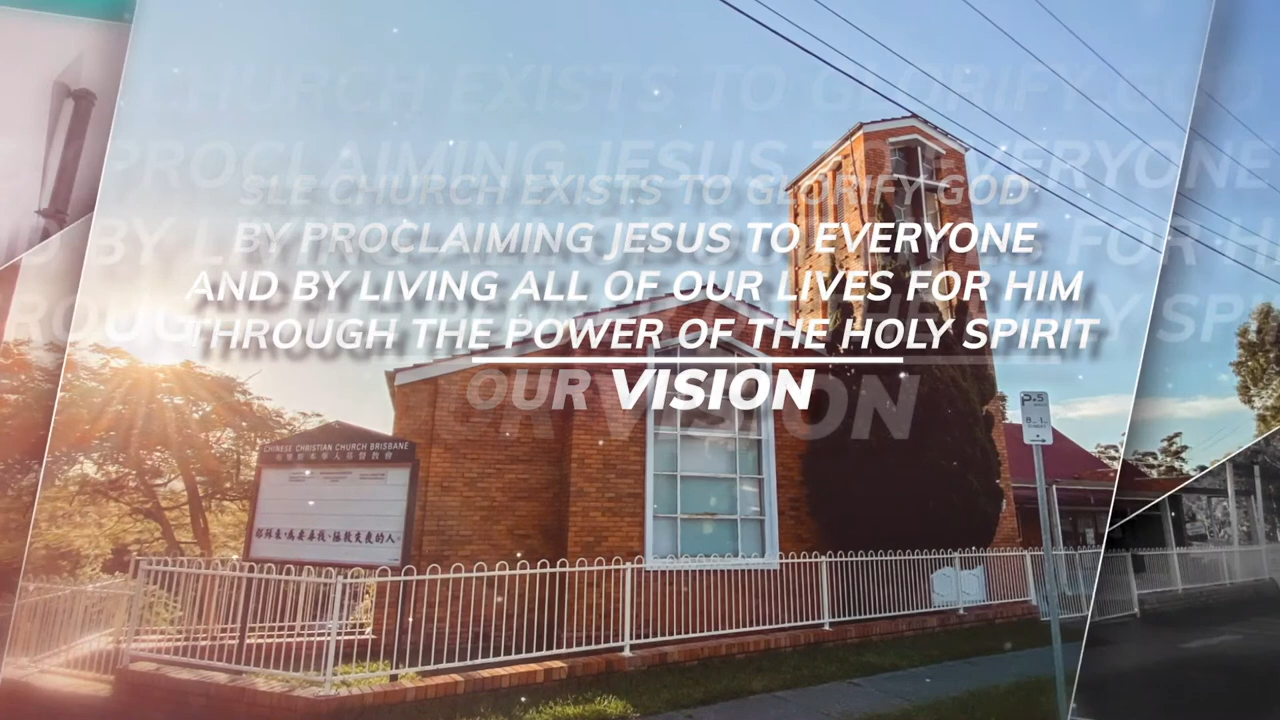 SLE CHURCH EXISTS TO GLORIFY GOD
BY PROCLAIMING JESUS TO EVERYONE
AND BY LIVING ALL OF OUR LIVES FOR HIM
THROUGH THE POWER OF THE HOLY SPIRIT
OUR VISION
CHINESE CHRISTIAN CHURCH BRISBANE
P